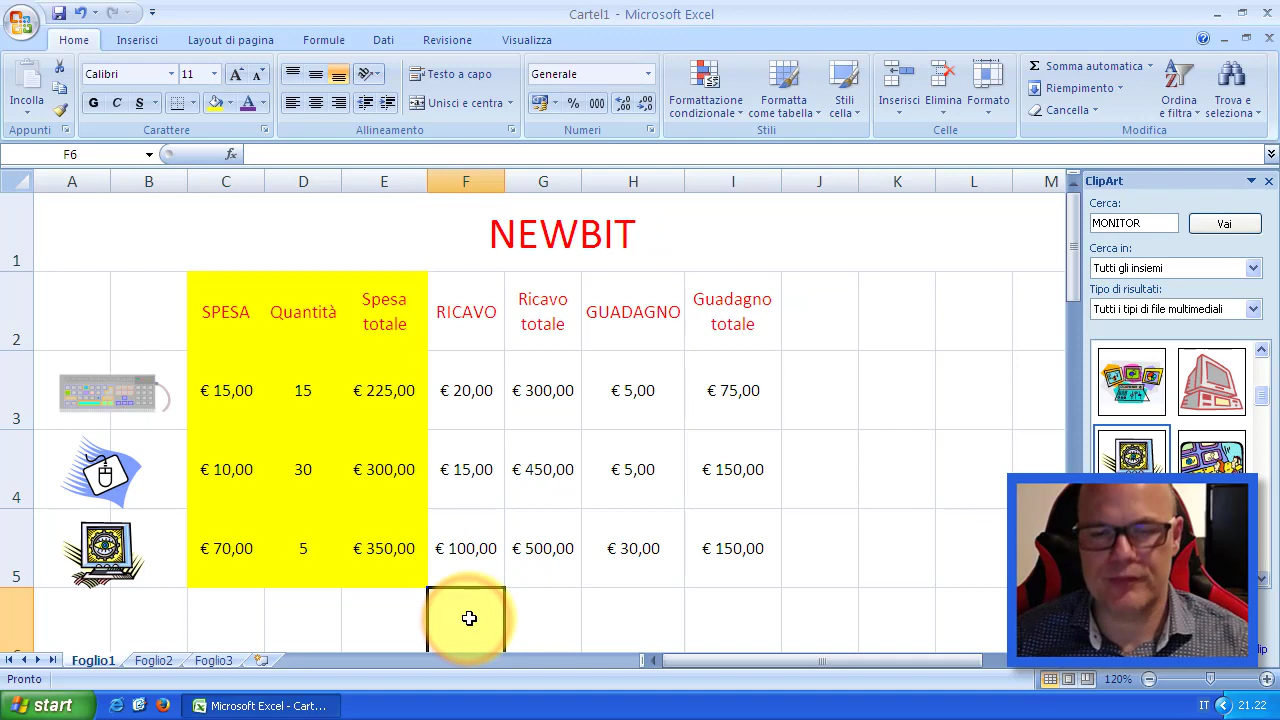 Cartel1 - Microsoft Excel
Home Inserisci Layout di pagina Formule Dati Revisione Visualizza
Incolla
Calibri 11
G C S
Testo a capo
Unisci e centra
Generale
% 000
Formattazione condizionale
Formatta come tabella
Stili cella
Inserisci Elimina Formato
Somma automatica
Riempimento
Cancella
Ordina e filtra
Trova e seleziona
Appunti Carattere Allineamento Numeri Stili Celle Modifica
F6 fx
A B C D E F G H I J K L M
ClipArt
Cerca:
MONITOR Vai
Cerca in:
Tutti gli insiemi
Tipo di risultati:
Tutti i tipi di file multimediali
1 NEWBIT
2 SPESA Quantità Spesa totale RICAVO Ricavo totale GUADAGNO Guadagno totale
3 € 15,00 15 € 225,00 € 20,00 € 300,00 € 5,00 € 75,00
4 € 10,00 30 € 300,00 € 15,00 € 450,00 € 5,00 € 150,00
5 € 70,00 5 € 350,00 € 100,00 € 500,00 € 30,00 € 150,00
Foglio1 Foglio2 Foglio3
Pronto 120%
start Microsoft Excel - Cart... IT 21.22